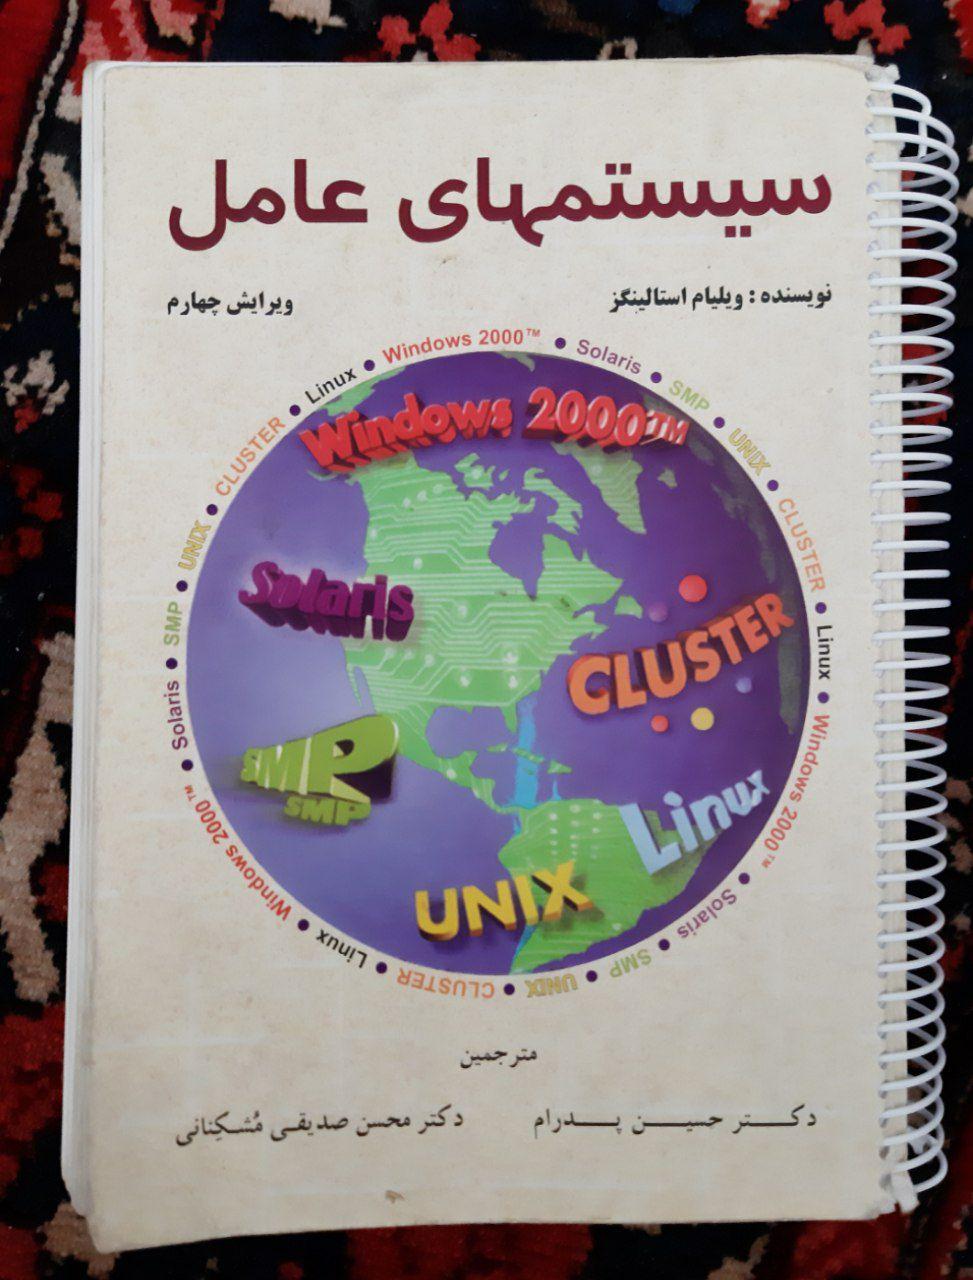 سیستمهای عامل
نویسنده : ویلیام استالینگز
ویرایش چهارم
Windows 2000™ • Solaris • SMP • UNIX • CLUSTER • Linux • Windows 2000™ • Solaris • SMP • UNIX • CLUSTER • Linux • Windows 2000™ • Solaris • SMP • UNIX • CLUSTER • Linux •
Windows 2000™
Solaris
CLUSTER
SMP
SMP
Linux
UNIX
مترجمین
دکتر حسین پدرام
دکتر محسن صدیقی مُشکِنانی